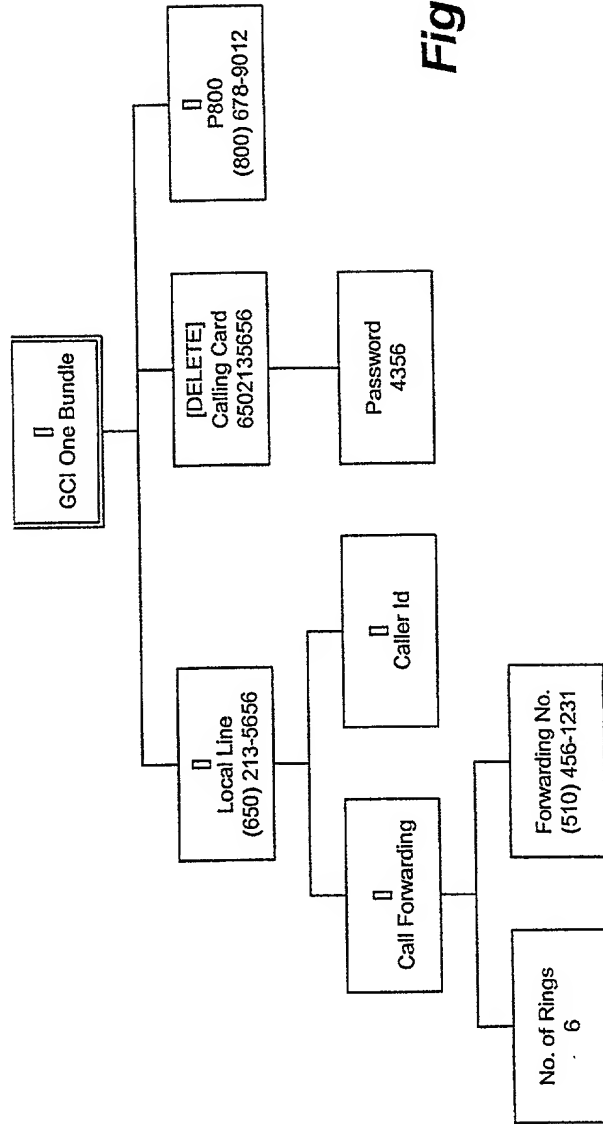 []
GCI One Bundle
[]
Local Line
(650) 213-5656
[DELETE]
Calling Card
6502135656
[]
P800
(800) 678-9012
[]
Call Forwarding
[]
Caller Id
Password
4356
No. of Rings
6
Forwarding No.
(510) 456-1231
Fig